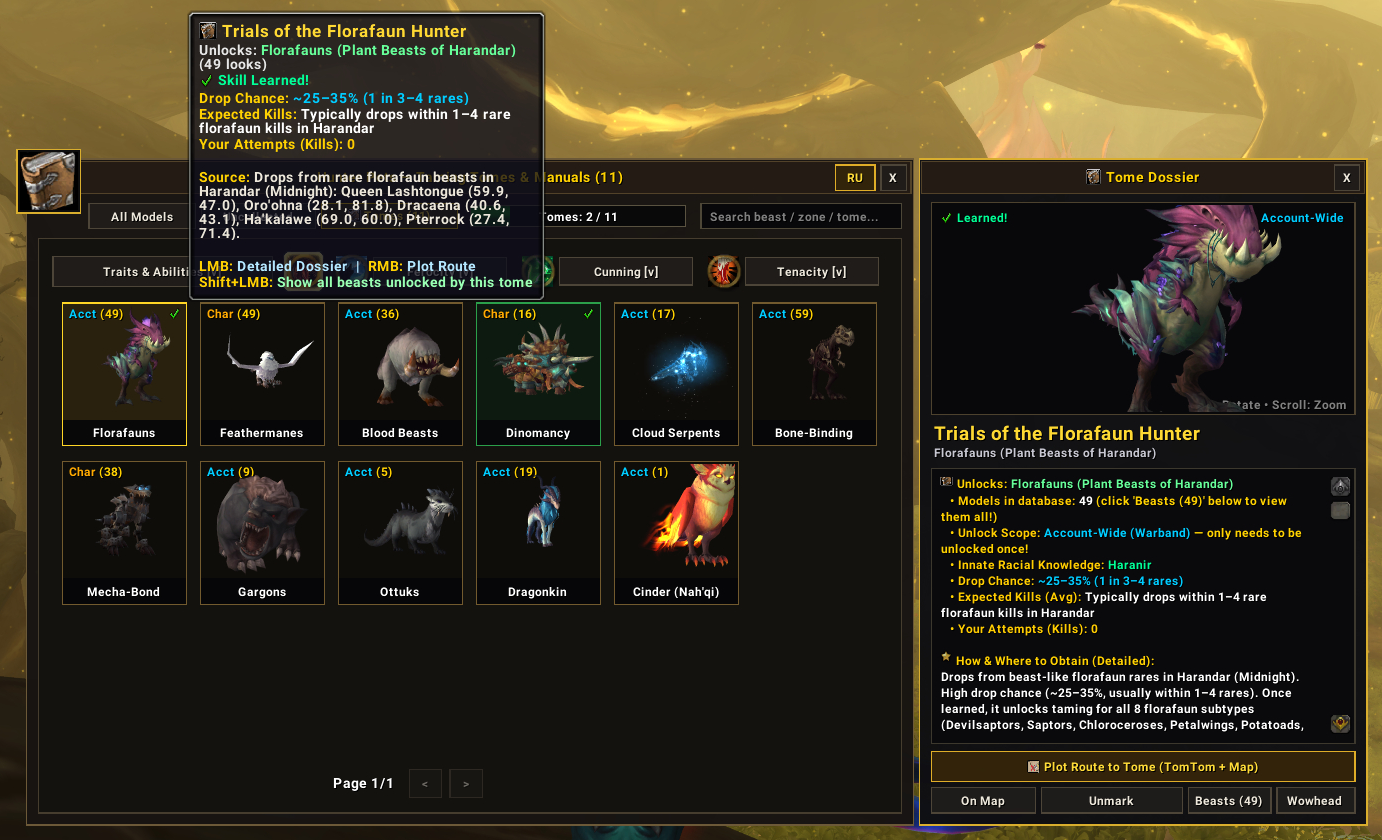 Trials of the Florafaun Hunter
Unlocks: Florafauns (Plant Beasts of Harandar)
(49 looks)
Skill Learned!
Drop Chance: ~25–35% (1 in 3–4 rares)
Expected Kills: Typically drops within 1–4 rare
florafaun kills in Harandar
Your Attempts (Kills): 0
Source: Drops from rare florafaun beasts in
Harandar (Midnight): Queen Lashtongue (59.9,
47.0), Oro'ohna (28.1, 81.8), Dracaena (40.6,
43.1), Ha'kalawe (69.0, 60.0), Pterrock (27.4,
71.4).
LMB: Detailed Dossier | RMB: Plot Route
Shift+LMB: Show all beasts unlocked by this tome
Manuals (11)
RU
X
All Models
Tomes: 2 / 11
Search beast / zone / tome...
Traits & Abilities
Cunning [v]
Tenacity [v]
Acct (49)
Char (49)
Acct (36)
Char (16)
Acct (17)
Acct (59)
Florafauns
Feathermanes
Blood Beasts
Dinomancy
Cloud Serpents
Bone-Binding
Char (38)
Acct (9)
Acct (5)
Acct (19)
Acct (1)
Mecha-Bond
Gargons
Ottuks
Dragonkin
Cinder (Nah'qi)
Page 1/1
<
>
Tome Dossier
X
Learned!
Account-Wide
Rotate • Scroll: Zoom
Trials of the Florafaun Hunter
Florafauns (Plant Beasts of Harandar)
Unlocks: Florafauns (Plant Beasts of Harandar)
• Models in database: 49 (click 'Beasts (49)' below to view
them all!)
• Unlock Scope: Account-Wide (Warband) — only needs to be
unlocked once!
• Innate Racial Knowledge: Haranir
• Drop Chance: ~25–35% (1 in 3–4 rares)
• Expected Kills (Avg): Typically drops within 1–4 rare
florafaun kills in Harandar
• Your Attempts (Kills): 0
How & Where to Obtain (Detailed):
Drops from beast-like florafaun rares in Harandar (Midnight).
High drop chance (~25–35%, usually within 1–4 rares). Once
learned, it unlocks taming for all 8 florafaun subtypes
(Devilsaptors, Saptors, Chloroceroses, Petalwings, Potatoads,
Plot Route to Tome (TomTom + Map)
On Map
Unmark
Beasts (49)
Wowhead